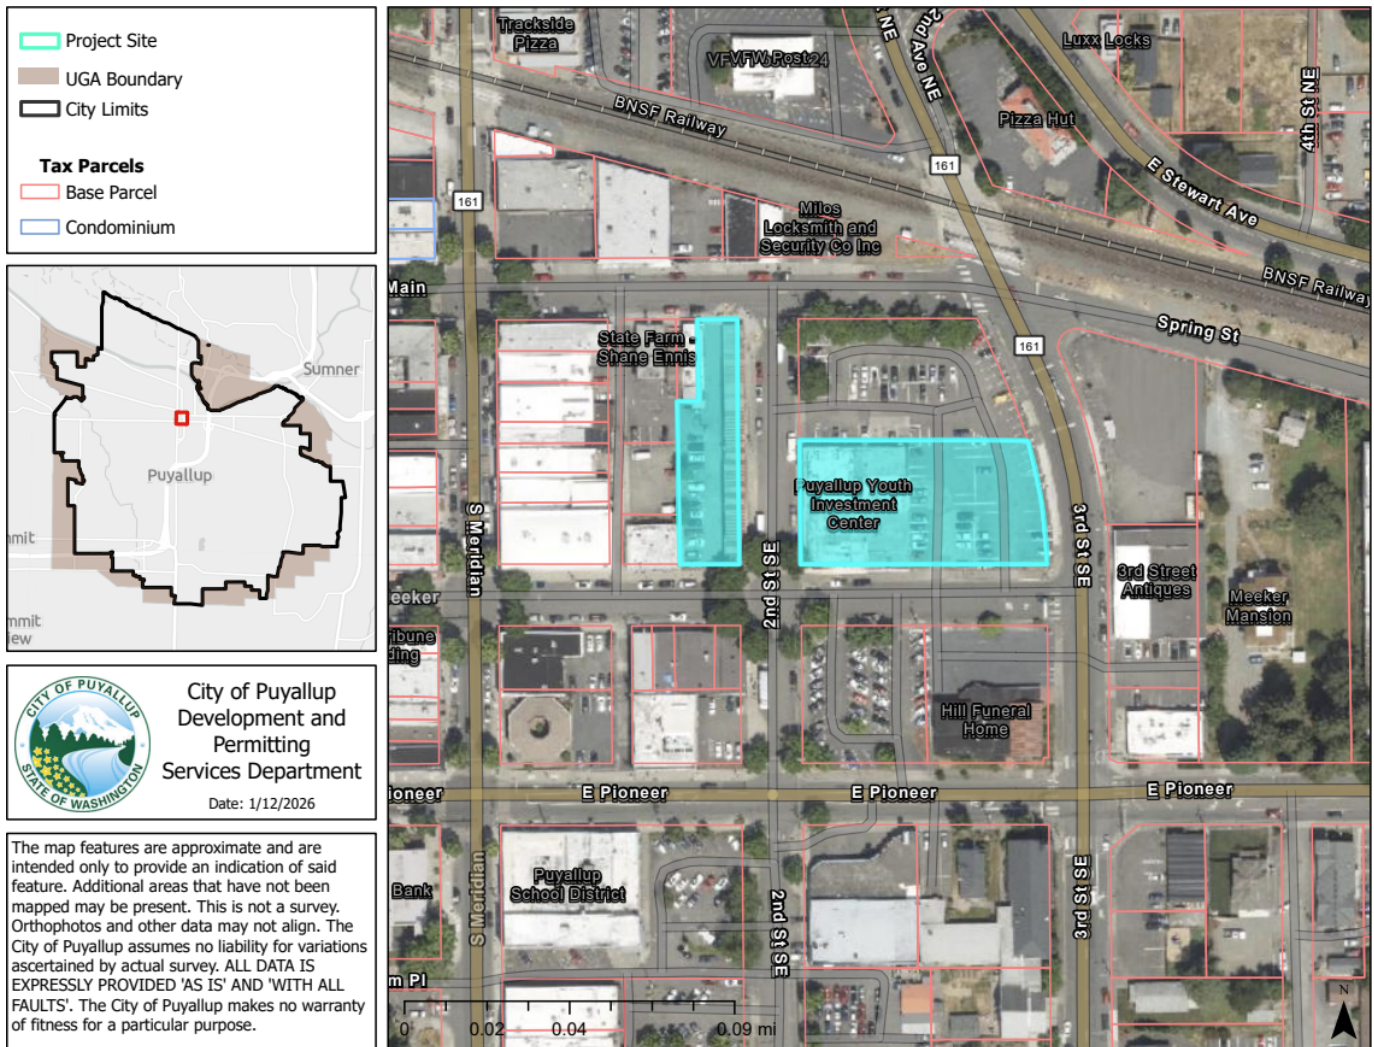 Project Site
UGA Boundary
City Limits
Tax Parcels
Base Parcel
Condominium
Sumner
Puyallup
mmit
mmit
iew
CITY OF PUYALLUP
STATE OF WASHINGTON
City of Puyallup
Development and
Permitting
Services Department
Date: 1/12/2026
The map features are approximate and are
intended only to provide an indication of said
feature. Additional areas that have not been
mapped may be present. This is not a survey.
Orthophotos and other data may not align. The
City of Puyallup assumes no liability for variations
ascertained by actual survey. ALL DATA IS
EXPRESSLY PROVIDED 'AS IS' AND 'WITH ALL
FAULTS'. The City of Puyallup makes no warranty
of fitness for a particular purpose.
Trackside
Pizza
VFW Post
NE
2nd Ave NE
Luxx Locks
4th St NE
BNSF Railway
Pizza Hut
161
E Stewart Ave
161
Milos
Locksmith and
Security Co Inc
BNSF Railway
Main
Spring St
State Farm -
Shane Ennis
161
Puyallup Youth
Investment
Center
S Meridian
3rd St SE
2nd St SE
3rd Street
Antiques
Meeker
Mansion
eeker
ribune
ding
Hill Funeral
Home
ioneer
E Pioneer
E Pioneer
E Pioneer
Bank
Puyallup
School District
S Meridian
2nd St SE
3rd St SE
m Pl
0
0.02
0.04
0.09 mi
N